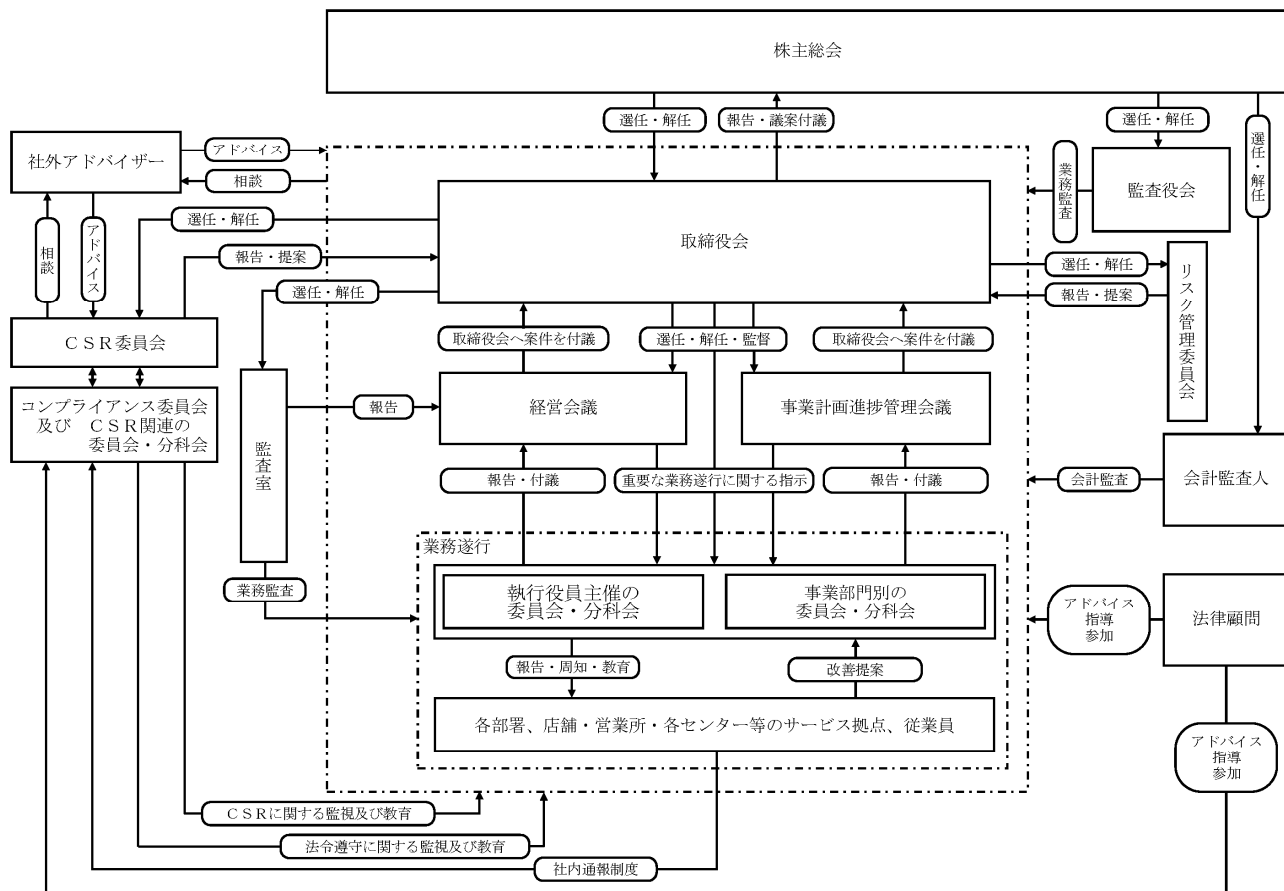 株主総会
選任・解任
報告・議案付議
選任・解任
選任・解任
社外アドバイザー
アドバイス
相談
業務監査
監査役会
選任・解任
取締役会
相談
アドバイス
報告・提案
選任・解任
報告・提案
リスク管理委員会
選任・解任
CSR委員会
取締役会へ案件を付議
選任・解任・監督
取締役会へ案件を付議
コンプライアンス委員会
及び CSR関連の
委員会・分科会
監査室
報告
経営会議
事業計画進捗管理会議
報告・付議
重要な業務遂行に関する指示
報告・付議
会計監査
会計監査人
業務遂行
業務監査
執行役員主催の
委員会・分科会
事業部門別の
委員会・分科会
アドバイス
指導
参加
法律顧問
報告・周知・教育
改善提案
各部署、店舗・営業所・各センター等のサービス拠点、従業員
アドバイス
指導
参加
CSRに関する監視及び教育
法令遵守に関する監視及び教育
社内通報制度